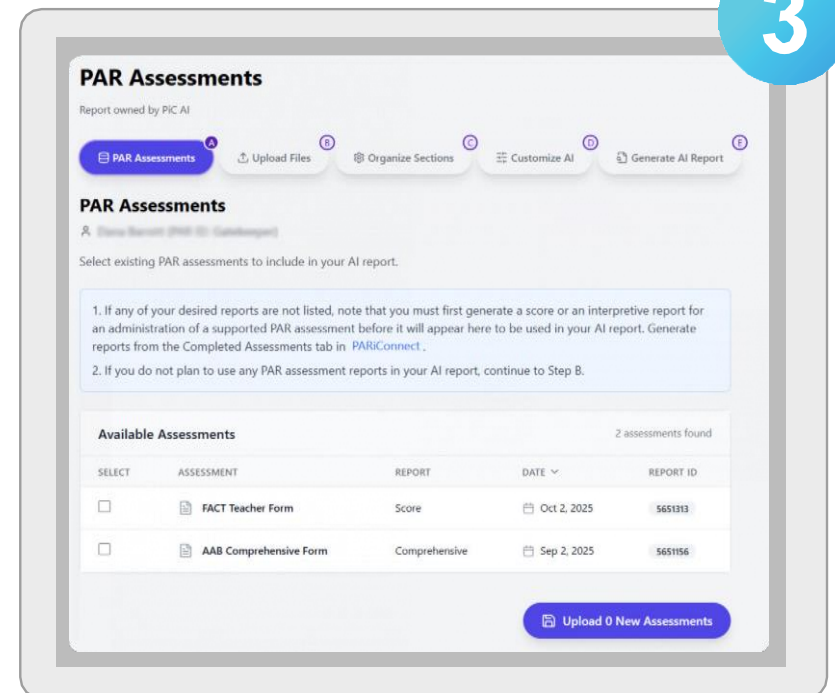 3
PAR Assessments
Report owned by PiC AI
A B C D E
PAR Assessments Upload Files Organize Sections Customize AI Generate AI Report
PAR Assessments
Select existing PAR assessments to include in your AI report.
1. If any of your desired reports are not listed, note that you must first generate a score or an interpretive report for
an administration of a supported PAR assessment before it will appear here to be used in your AI report. Generate
reports from the Completed Assessments tab in PARiConnect.
2. If you do not plan to use any PAR assessment reports in your AI report, continue to Step B.
Available Assessments 2 assessments found
SELECT ASSESSMENT REPORT DATE REPORT ID
FACT Teacher Form Score Oct 2, 2025 5651313
AAB Comprehensive Form Comprehensive Sep 2, 2025 5651156
Upload 0 New Assessments